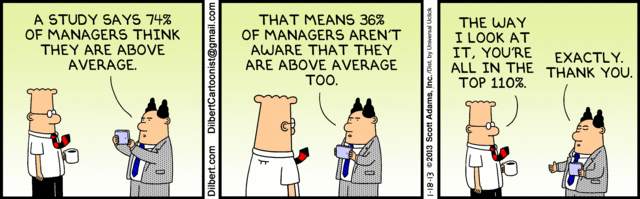 A STUDY SAYS 74%
OF MANAGERS THINK
THEY ARE ABOVE
AVERAGE.
Dilbert.com DilbertCartoonist@gmail.com
THAT MEANS 36%
OF MANAGERS AREN'T
AWARE THAT THEY
ARE ABOVE AVERAGE
TOO.
1-18-13 ©2013 Scott Adams, Inc. /Dist. by Universal Uclick
THE WAY
I LOOK AT
IT, YOU'RE
ALL IN THE
TOP 110%.
EXACTLY.
THANK YOU.